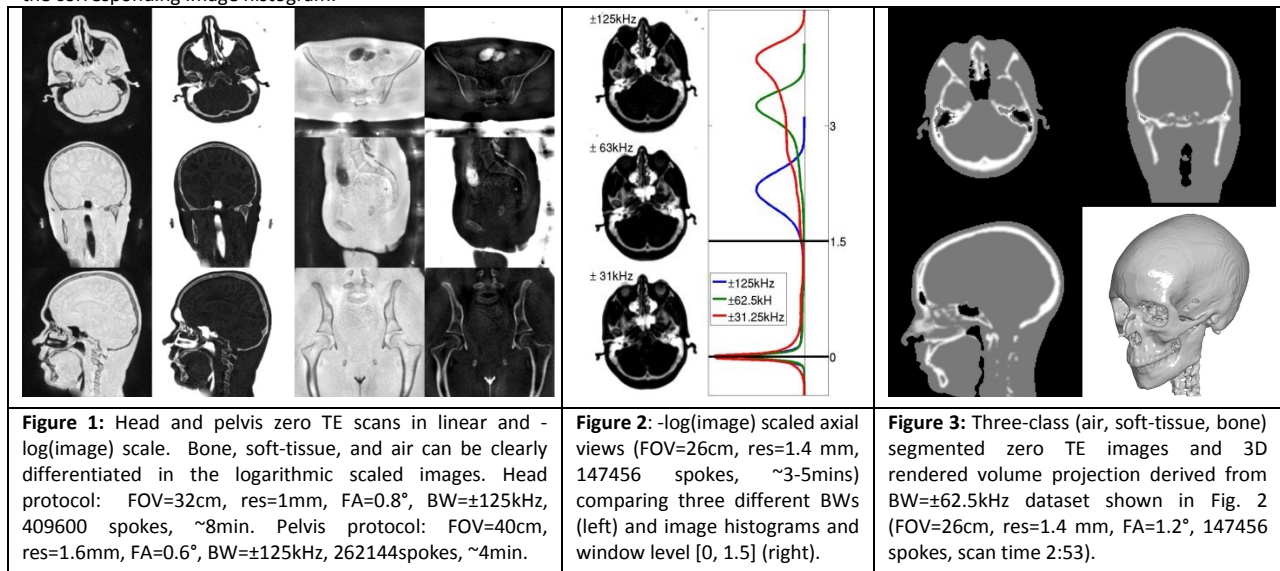 the corresponding image histogram.
±125kHz
± 63kHz
± 31kHz
3
1.5
±125kHz
±62.5kH
±31.25kHz
0
Figure 1: Head and pelvis zero TE scans in linear and -
log(image) scale. Bone, soft-tissue, and air can be clearly
differentiated in the logarithmic scaled images. Head
protocol: FOV=32cm, res=1mm, FA=0.8°, BW=±125kHz,
409600 spokes, ~8min. Pelvis protocol: FOV=40cm,
res=1.6mm, FA=0.6°, BW=±125kHz, 262144spokes, ~4min.
Figure 2: -log(image) scaled axial
views (FOV=26cm, res=1.4 mm,
147456 spokes, ~3-5mins)
comparing three different BWs
(left) and image histograms and
window level [0, 1.5] (right).
Figure 3: Three-class (air, soft-tissue, bone)
segmented zero TE images and 3D
rendered volume projection derived from
BW=±62.5kHz dataset shown in Fig. 2
(FOV=26cm, res=1.4 mm, FA=1.2°, 147456
spokes, scan time 2:53).